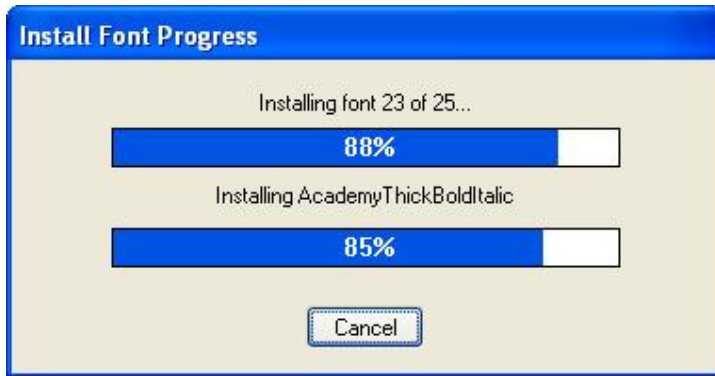 Install Font Progress
Installing font 23 of 25...
88%
Installing AcademyThickBoldItalic
85%
Cancel